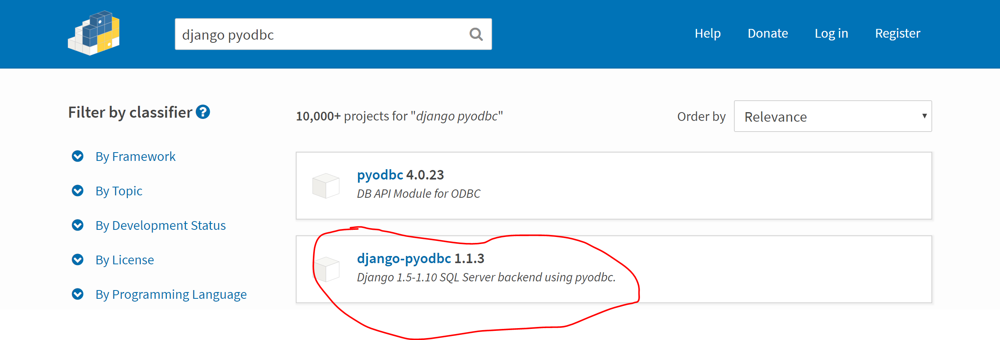 django pyodbc
Help Donate Log in Register
Filter by classifier ?
By Framework
By Topic
By Development Status
By License
By Programming Language
10,000+ projects for "django pyodbc"
Order by Relevance
pyodbc 4.0.23
DB API Module for ODBC
django-pyodbc 1.1.3
Django 1.5-1.10 SQL Server backend using pyodbc.